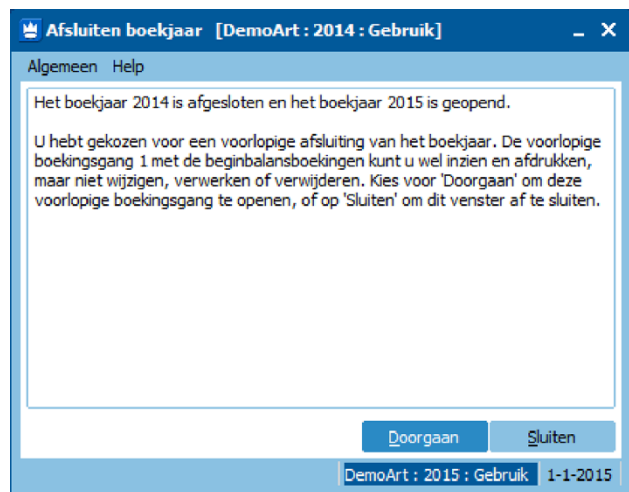 Afsluiten boekjaar [DemoArt : 2014 : Gebruik]
Algemeen Help
Het boekjaar 2014 is afgesloten en het boekjaar 2015 is geopend.
U hebt gekozen voor een voorlopige afsluiting van het boekjaar. De voorlopige
boekingsgang 1 met de beginbalansboekingen kunt u wel inzien en afdrukken,
maar niet wijzigen, verwerken of verwijderen. Kies voor 'Doorgaan' om deze
voorlopige boekingsgang te openen, of op 'Sluiten' om dit venster af te sluiten.
Doorgaan Sluiten
DemoArt : 2015 : Gebruik 1-1-2015